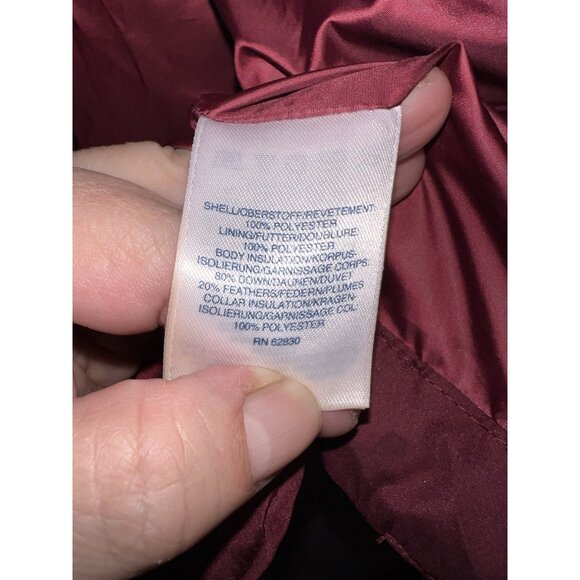 SHELL/OBERSTOFF/REVETEMENT:
100% POLYESTER
LINING/FUTTER/DOUBLURE:
100% POLYESTER
BODY INSULATION/KORPUS-
ISOLIERUNG/GARNISSAGE CORPS:
80% DOWN/DAUNEN/DUVET
20% FEATHERS/FEDERN/PLUMES
COLLAR INSULATION/KRAGEN-
ISOLIERUNG/GARNISSAGE COL:
100% POLYESTER
RN 62830